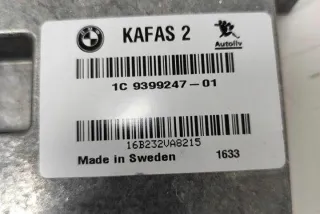 KAFAS 2
Autoliv
1C 9399247-01
16B232VA8215
Made in Sweden 1633